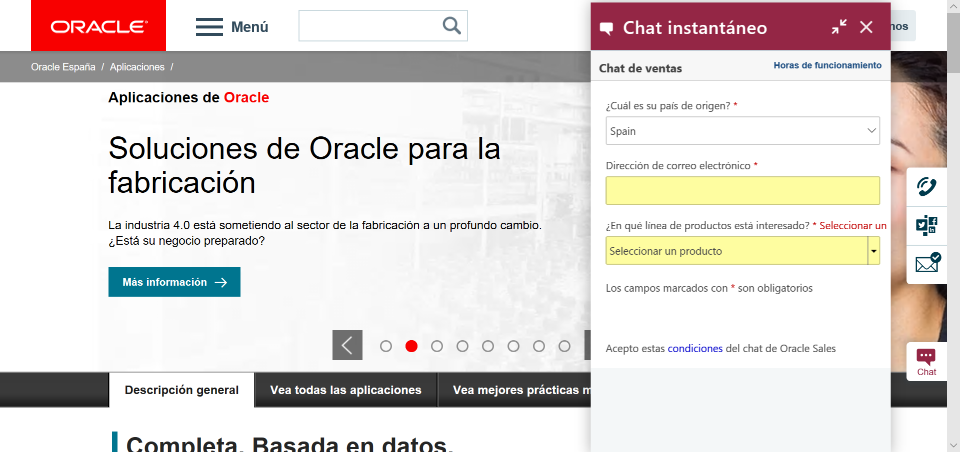 ORACLE
Menú
nos
Oracle España / Aplicaciones /
Aplicaciones de Oracle
Soluciones de Oracle para la
fabricación
La industria 4.0 está sometiendo al sector de la fabricación a un profundo cambio.
¿Está su negocio preparado?
Más información
Descripción general
Vea todas las aplicaciones
Vea mejores prácticas m
Completa. Basada en datos.
Chat instantáneo
Chat de ventas
Horas de funcionamiento
¿Cuál es su país de origen? *
Spain
Dirección de correo electrónico *
¿En qué línea de productos está interesado? * Seleccionar un
Seleccionar un producto
Los campos marcados con * son obligatorios
Acepto estas condiciones del chat de Oracle Sales
Chat